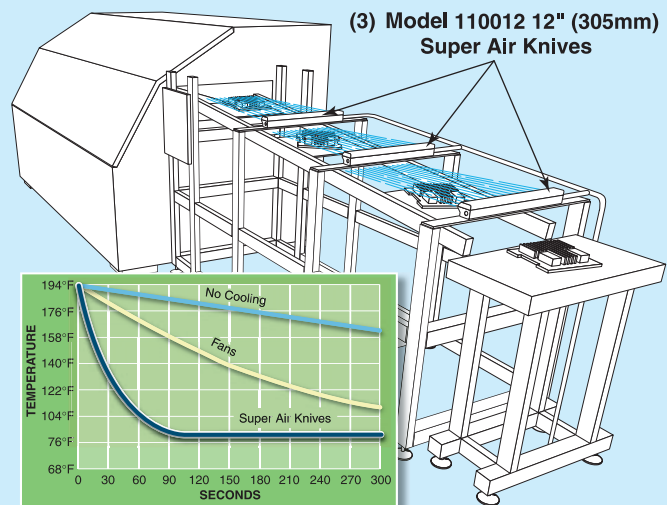 (3) Model 110012 12" (305mm)
Super Air Knives
194°F
176°F
158°F
140°F
122°F
104°F
76°F
68°F
TEMPERATURE
No Cooling
Fans
Super Air Knives
0 30 60 90 120 150 180 210 240 270 300
SECONDS